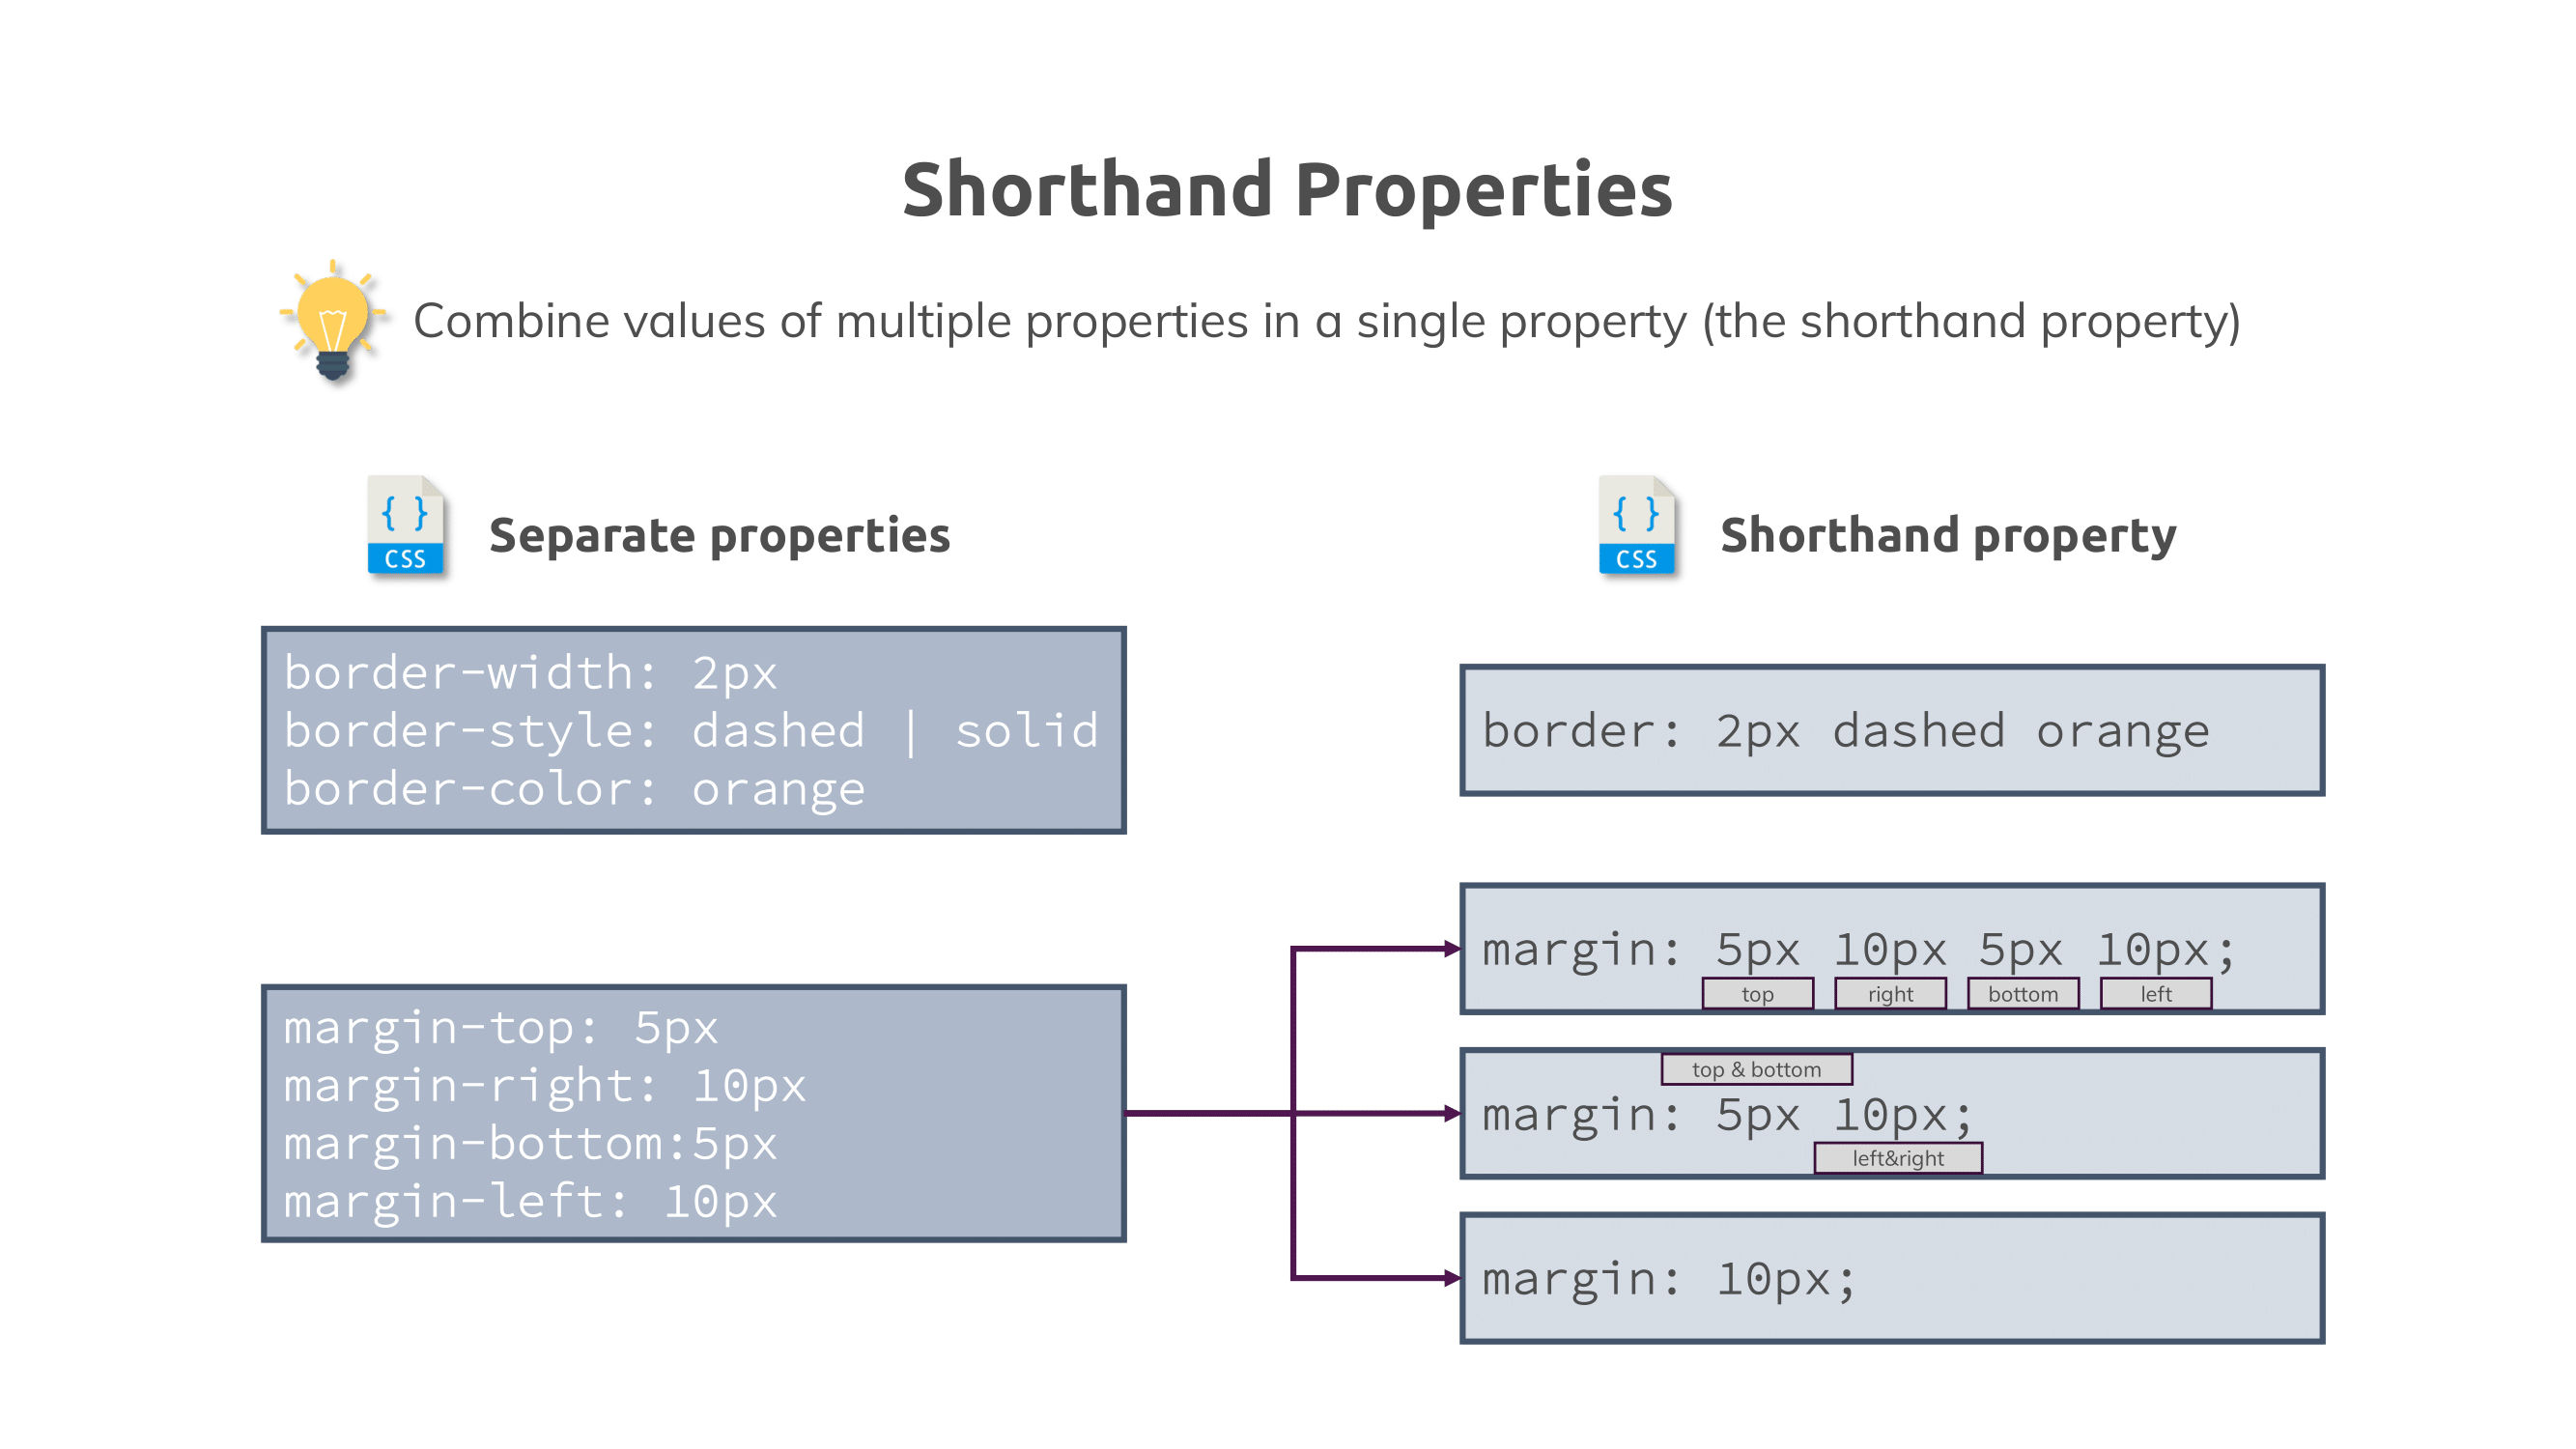 Shorthand Properties
Combine values of multiple properties in a single property (the shorthand property)
{ }
CSS
Separate properties
border-width: 2px
border-style: dashed | solid
border-color: orange
margin-top: 5px
margin-right: 10px
margin-bottom:5px
margin-left: 10px
{ }
CSS
Shorthand property
border: 2px dashed orange
margin: 5px 10px 5px 10px;
top right bottom left
top & bottom
margin: 5px 10px;
left&right
margin: 10px;